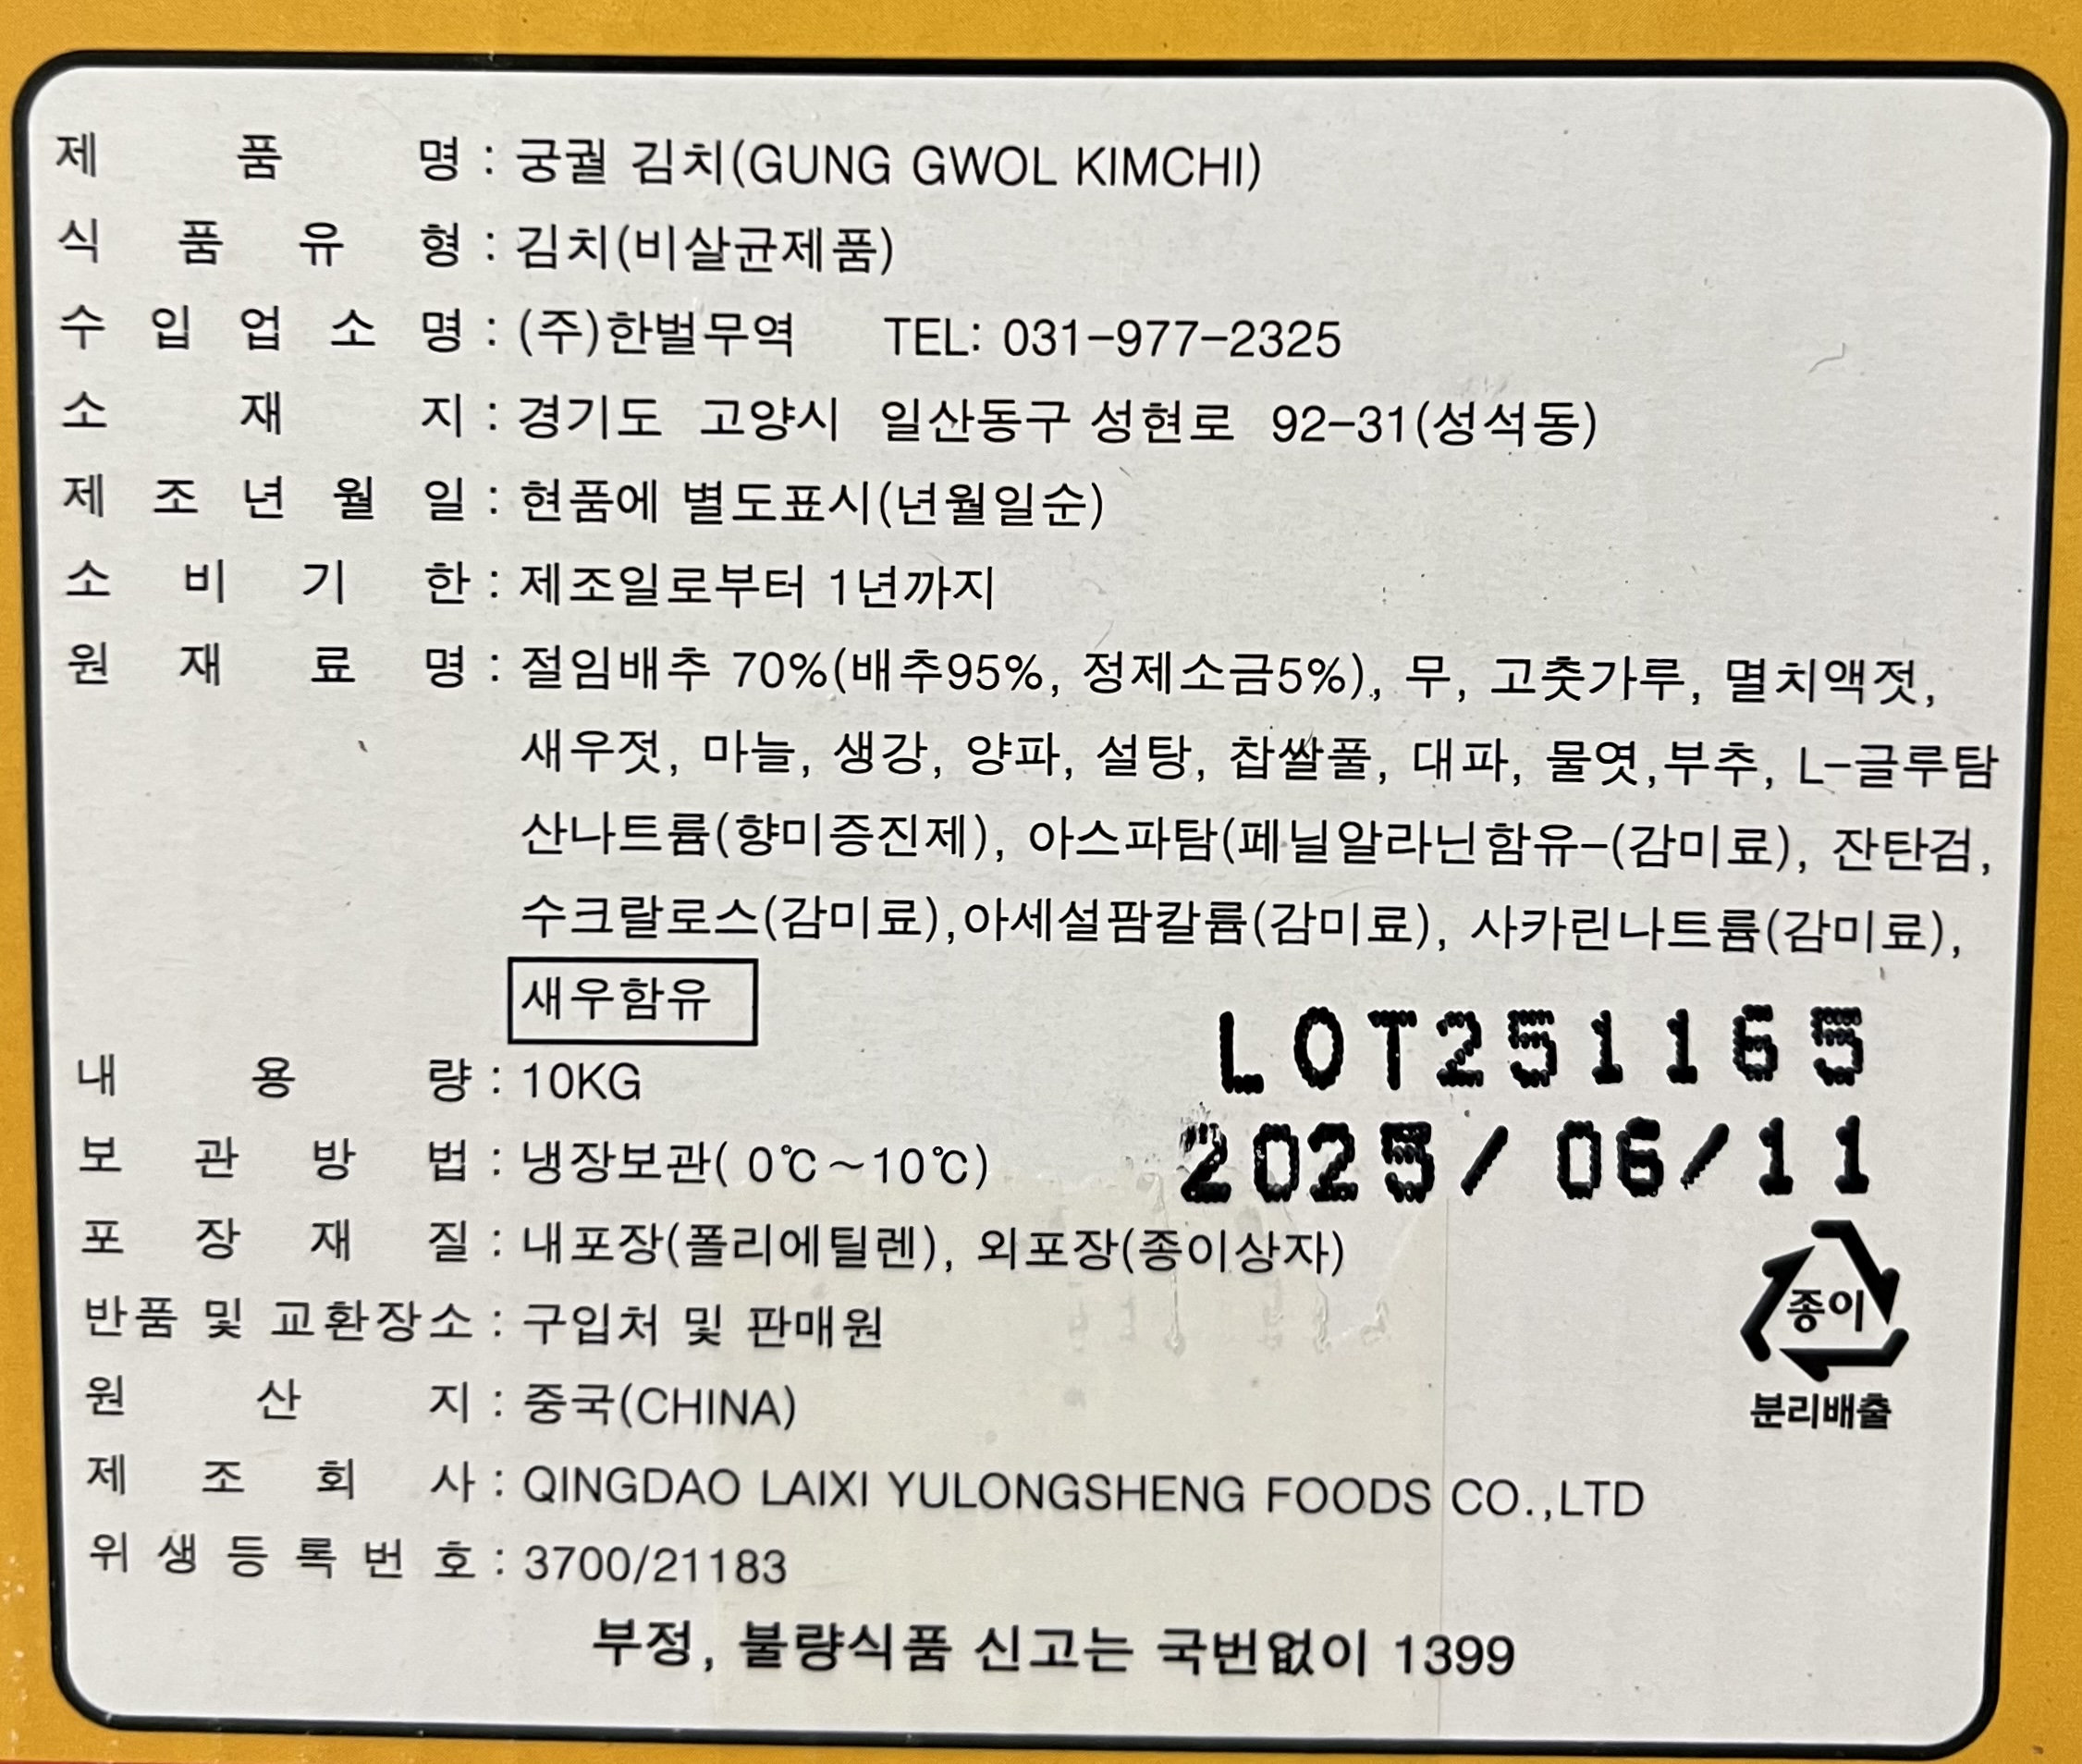 제품명 : 궁궐 김치(GUNG GWOL KIMCHI)
식품유형 : 김치(비살균제품)
수입업소명 : (주)한벌무역 TEL: 031-977-2325
소재지 : 경기도 고양시 일산동구 성현로 92-31(성석동)
제조년월일 : 현품에 별도표시(년월일순)
소비기한 : 제조일로부터 1년까지
원재료명 : 절임배추 70%(배추95%, 정제소금5%), 무, 고춧가루, 멸치액젓,
새우젓, 마늘, 생강, 양파, 설탕, 찹쌀풀, 대파, 물엿,부추, L-글루탐
산나트륨(향미증진제), 아스파탐(페닐알라닌함유-(감미료), 잔탄검,
수크랄로스(감미료),아세설팜칼륨(감미료), 사카린나트륨(감미료),
새우함유
LOT251165
내용량 : 10KG
2025/06/11
보관방법 : 냉장보관( 0℃~10℃)
포장재질 : 내포장(폴리에틸렌), 외포장(종이상자)
종이
반품 및 교환장소 : 구입처 및 판매원
분리배출
원산지 : 중국(CHINA)
제조회사 : QINGDAO LAIXI YULONGSHENG FOODS CO.,LTD
위생등록번호 : 3700/21183
부정, 불량식품 신고는 국번없이 1399